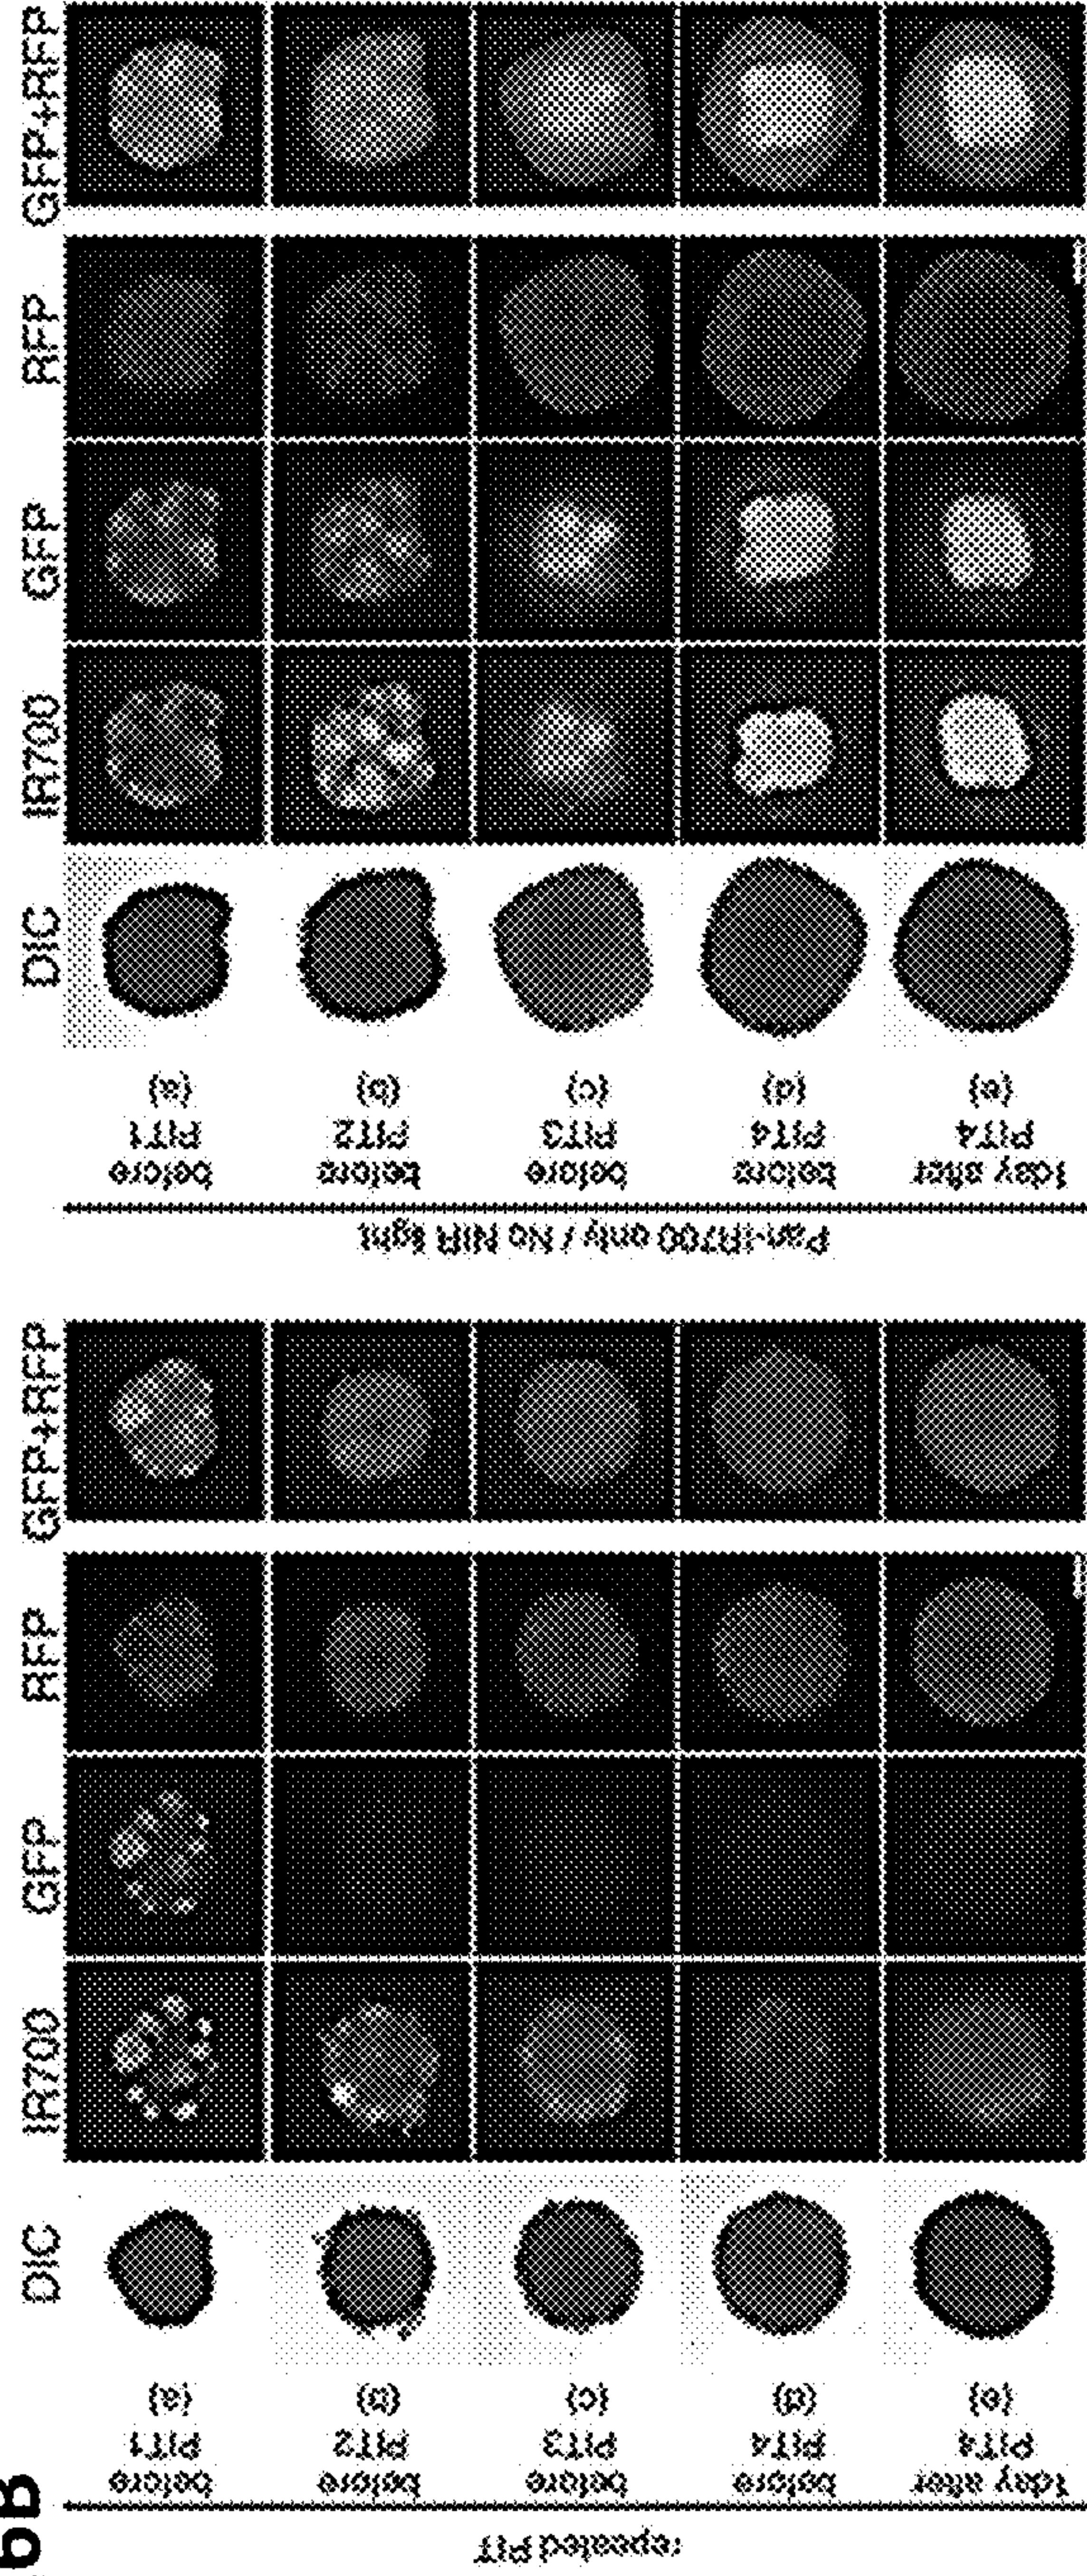 6B
DIC IR700 GFP RFP GFP+RFP
DIC IR700 GFP RFP GFP+RFP
repeated PIT
before
PIT1
(a)
before
PIT2
(b)
before
PIT3
(c)
before
PIT4
(d)
1day after
PIT4
(e)
Pan-IR700 only / No NIR light
before
PIT1
(a)
before
PIT2
(b)
before
PIT3
(c)
before
PIT4
(d)
1day after
PIT4
(e)